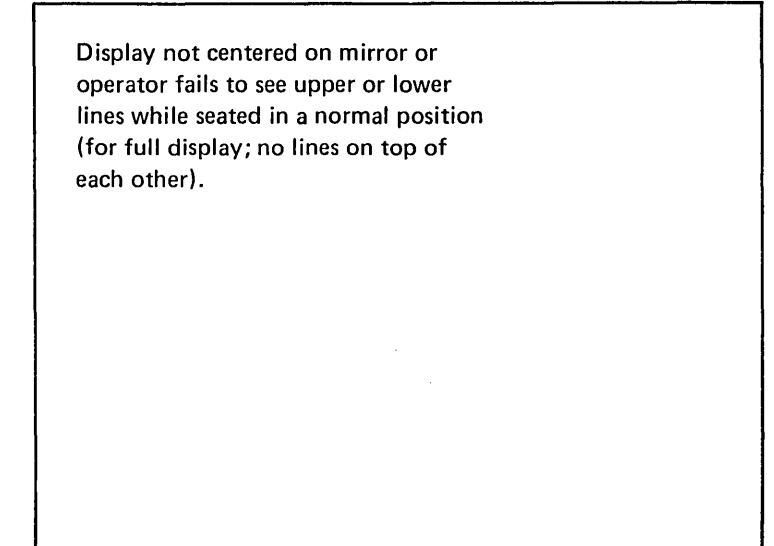 Display not centered on mirror or
operator fails to see upper or lower
lines while seated in a normal position
(for full display; no lines on top of
each other).